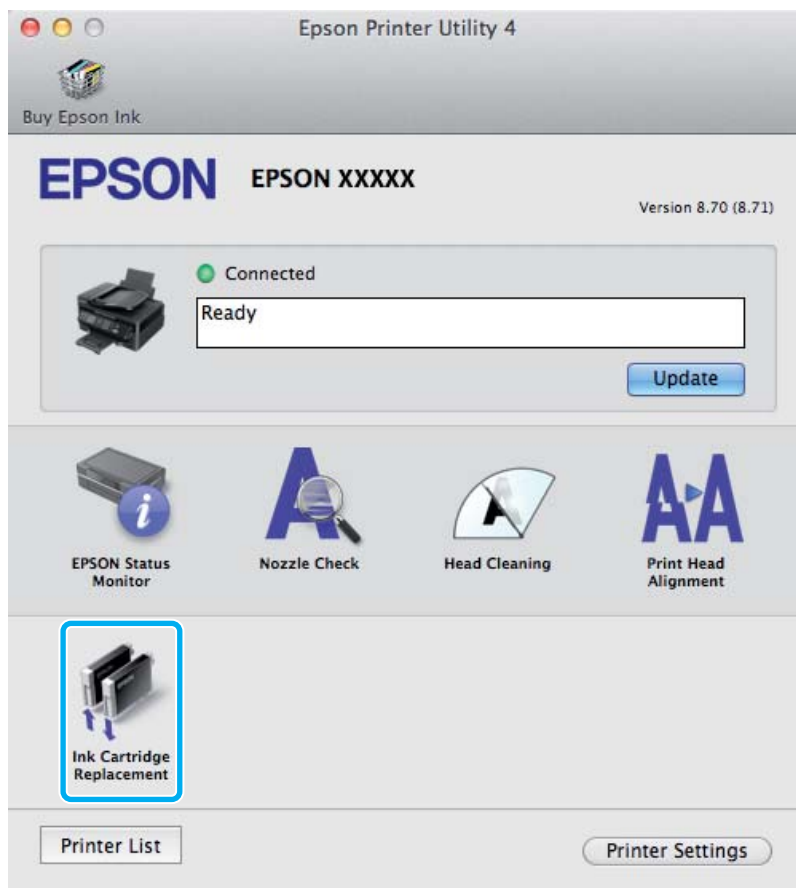 Epson Printer Utility 4
Buy Epson Ink
EPSON EPSON XXXXX
Version 8.70 (8.71)
Connected
Ready
Update
EPSON Status
Monitor
Nozzle Check
Head Cleaning
Print Head
Alignment
Ink Cartridge
Replacement
Printer List
Printer Settings